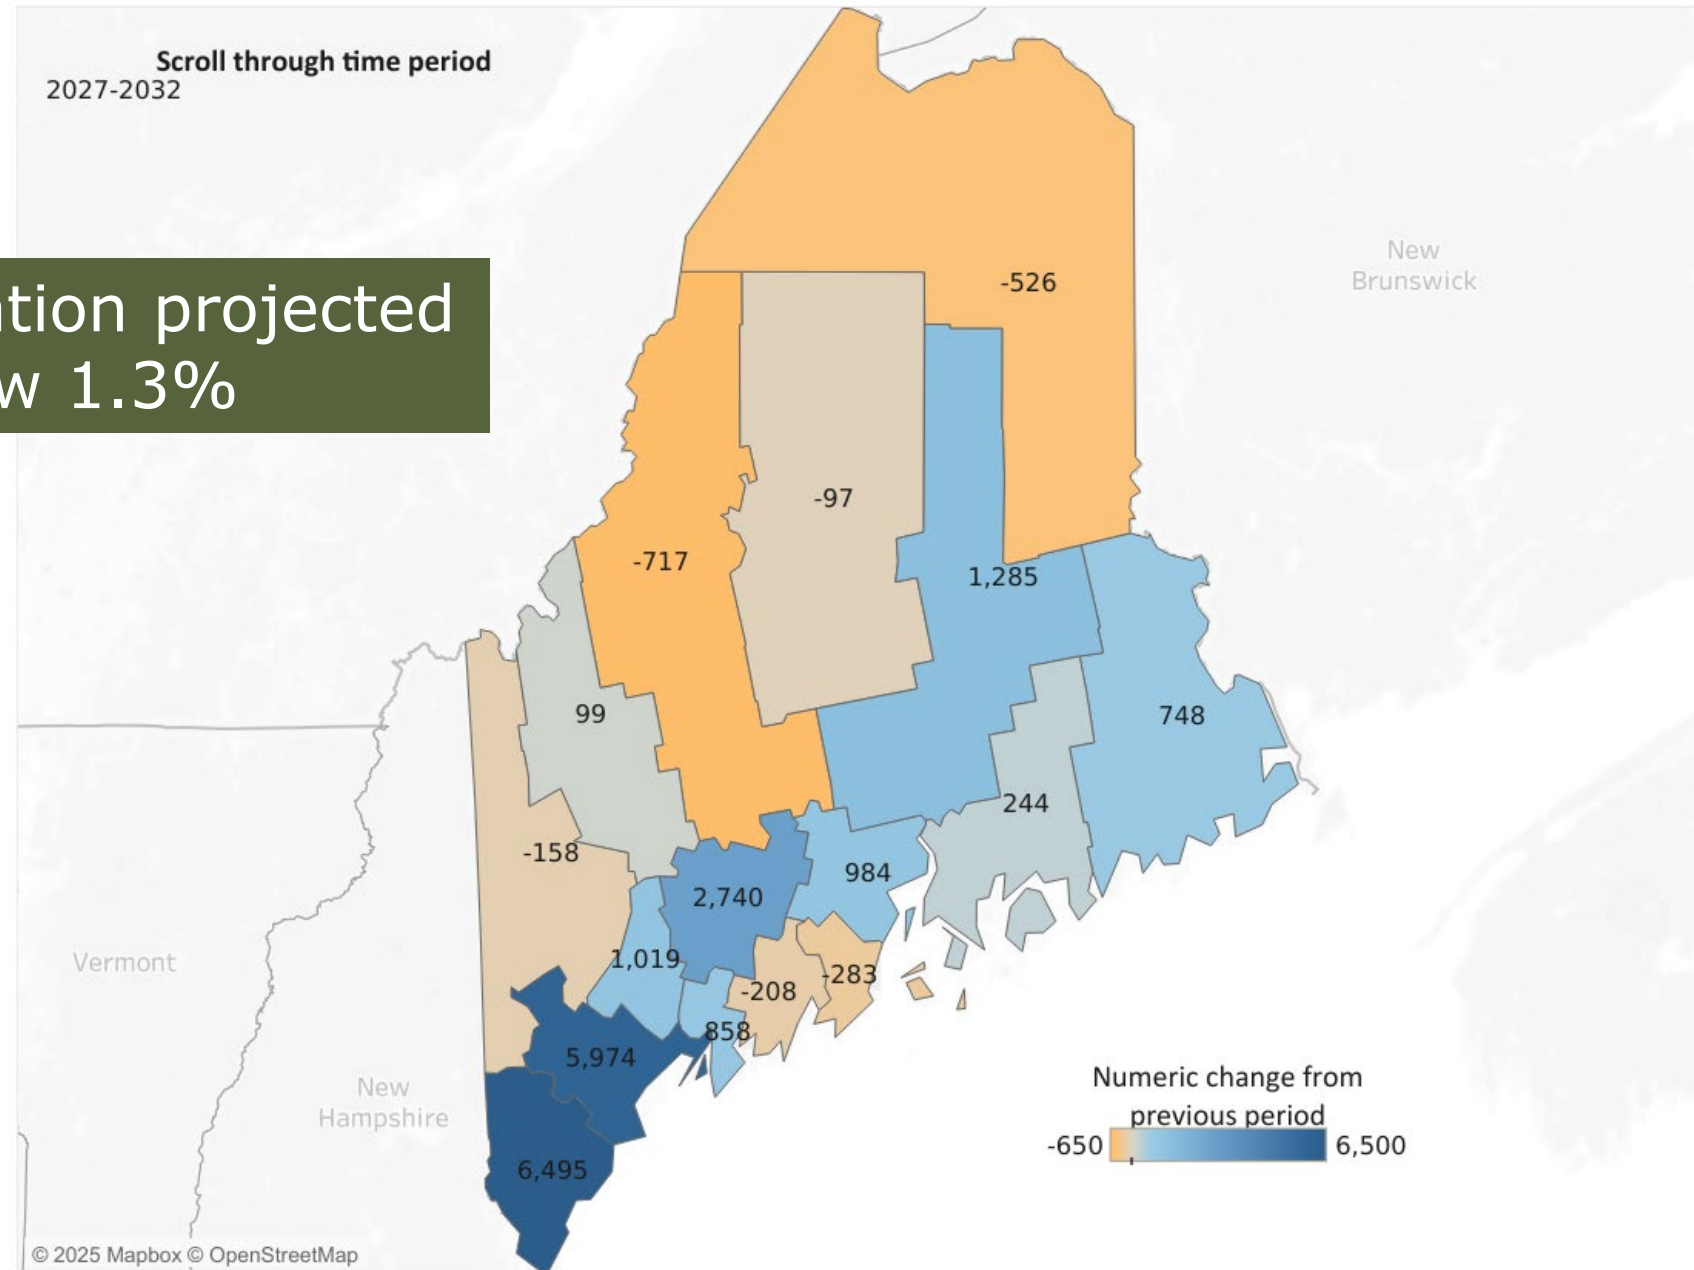 Scroll through time period
2027-2032
New
Brunswick
-526
projected
1.3%
-97
-717
1,285
99
748
244
-158
984
2,740
1,019
-283
-208
858
5,974
Vermont
New
Hampshire
6,495
Numeric change from
previous period
-650 6,500
© 2025 Mapbox © OpenStreetMap